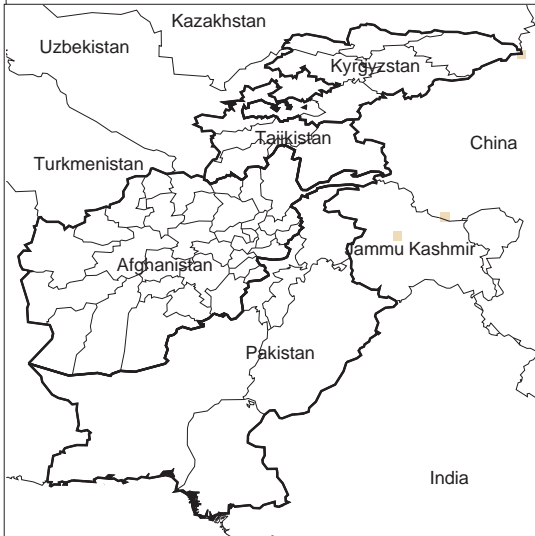 Kazakhstan
Uzbekistan
Kyrgyzstan
Tajikistan
China
Turkmenistan
Jammu Kashmir
Afghanistan
Pakistan
India